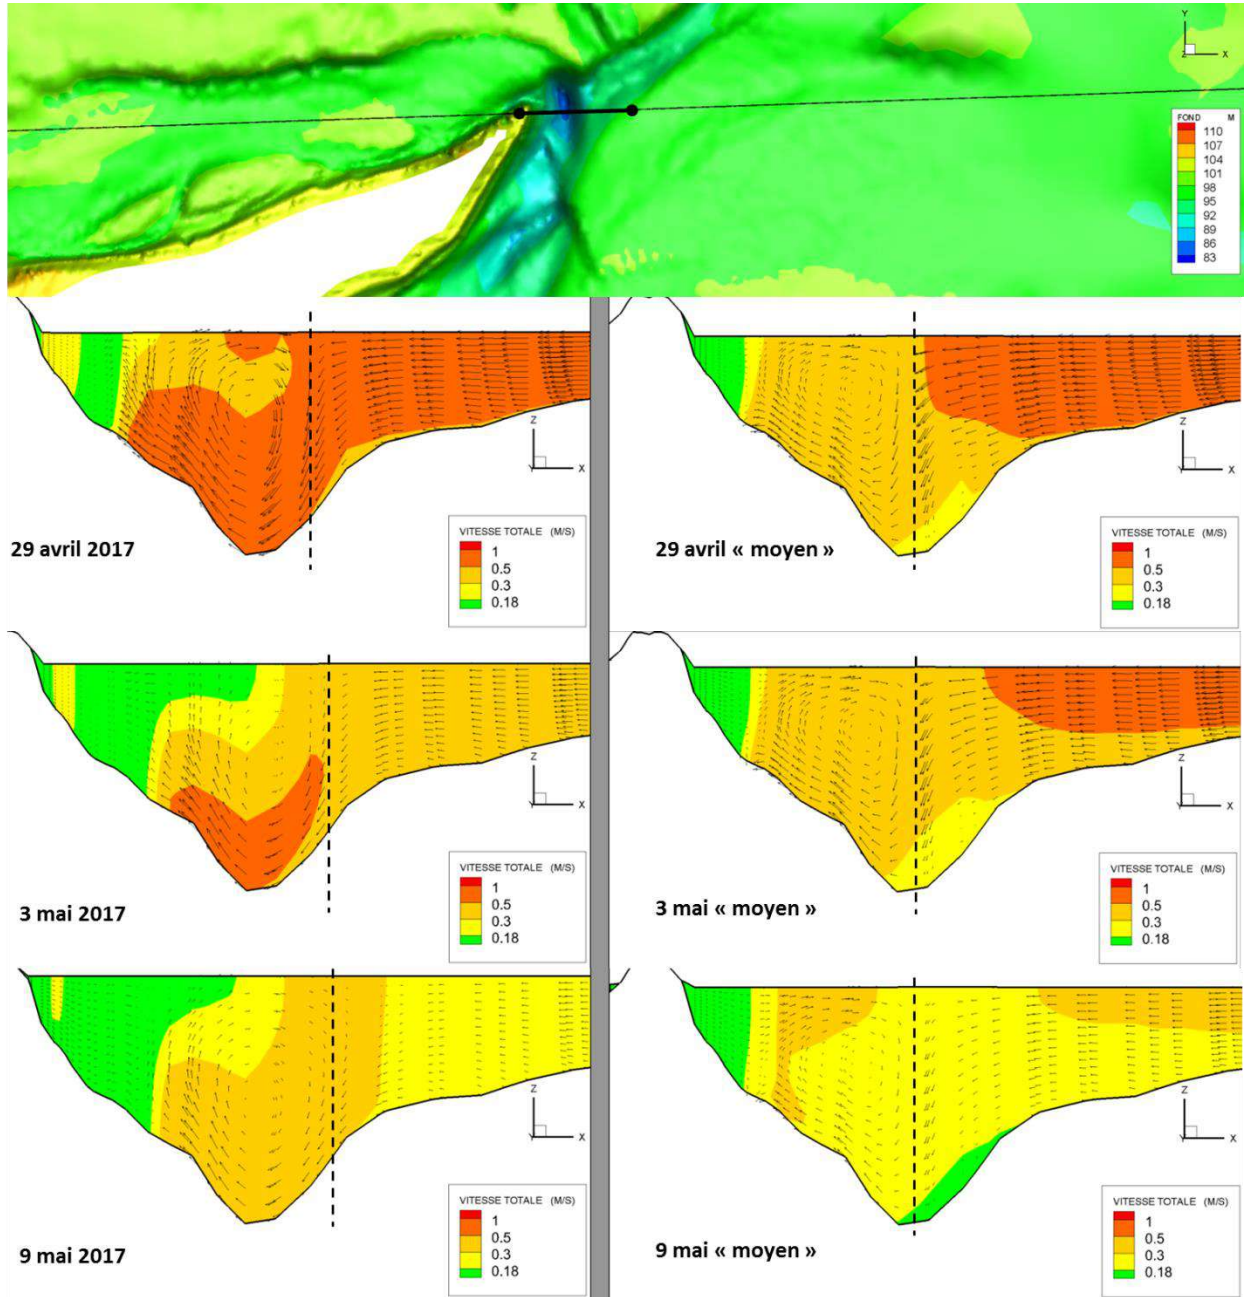 Y
Z X
FOND M
110
107
104
101
98
95
92
89
86
83
Z
Y X
VITESSE TOTALE (M/S)
1
0.5
0.3
0.18
29 avril 2017
Z
Y X
VITESSE TOTALE (M/S)
1
0.5
0.3
0.18
29 avril « moyen »
Z
Y X
VITESSE TOTALE (M/S)
1
0.5
0.3
0.18
3 mai 2017
Z
Y X
VITESSE TOTALE (M/S)
1
0.5
0.3
0.18
3 mai « moyen »
Z
Y X
VITESSE TOTALE (M/S)
1
0.5
0.3
0.18
9 mai 2017
Z
Y X
VITESSE TOTALE (M/S)
1
0.5
0.3
0.18
9 mai « moyen »